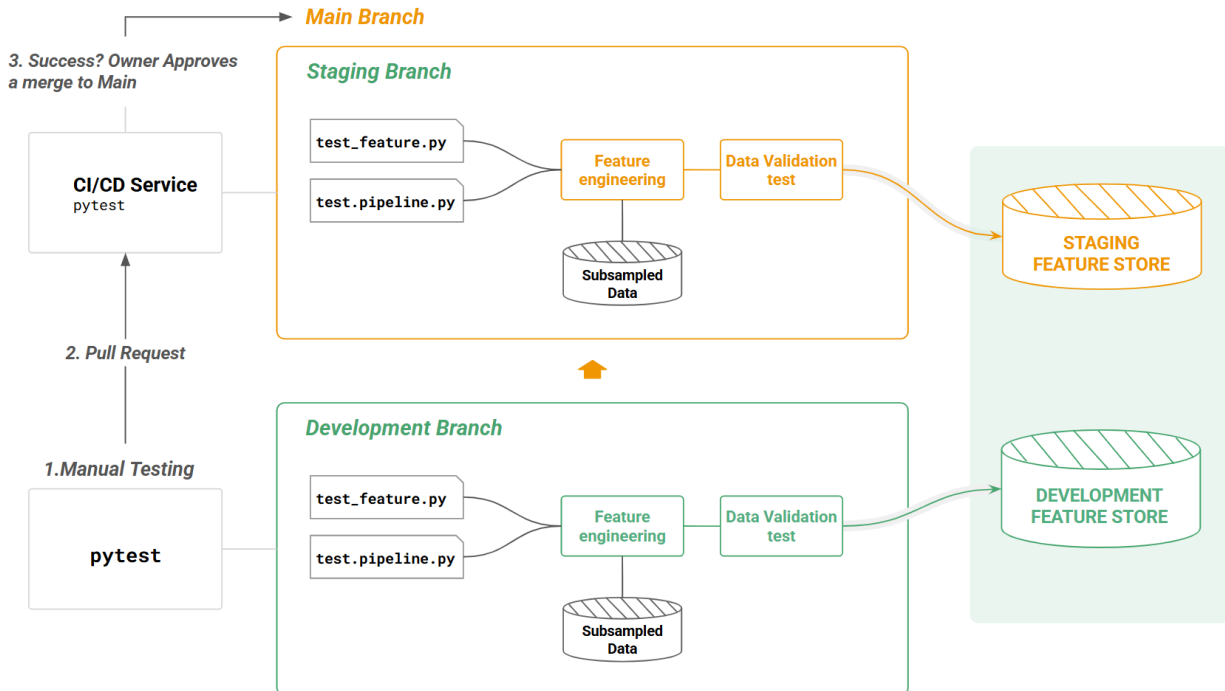 Main Branch
3. Success? Owner Approves
a merge to Main
Staging Branch
test_feature.py
test.pipeline.py
CI/CD Service
pytest
Feature
engineering
Data Validation
test
Subsampled
Data
STAGING
FEATURE STORE
2. Pull Request
Development Branch
1.Manual Testing
test_feature.py
test.pipeline.py
pytest
Feature
engineering
Data Validation
test
Subsampled
Data
DEVELOPMENT
FEATURE STORE